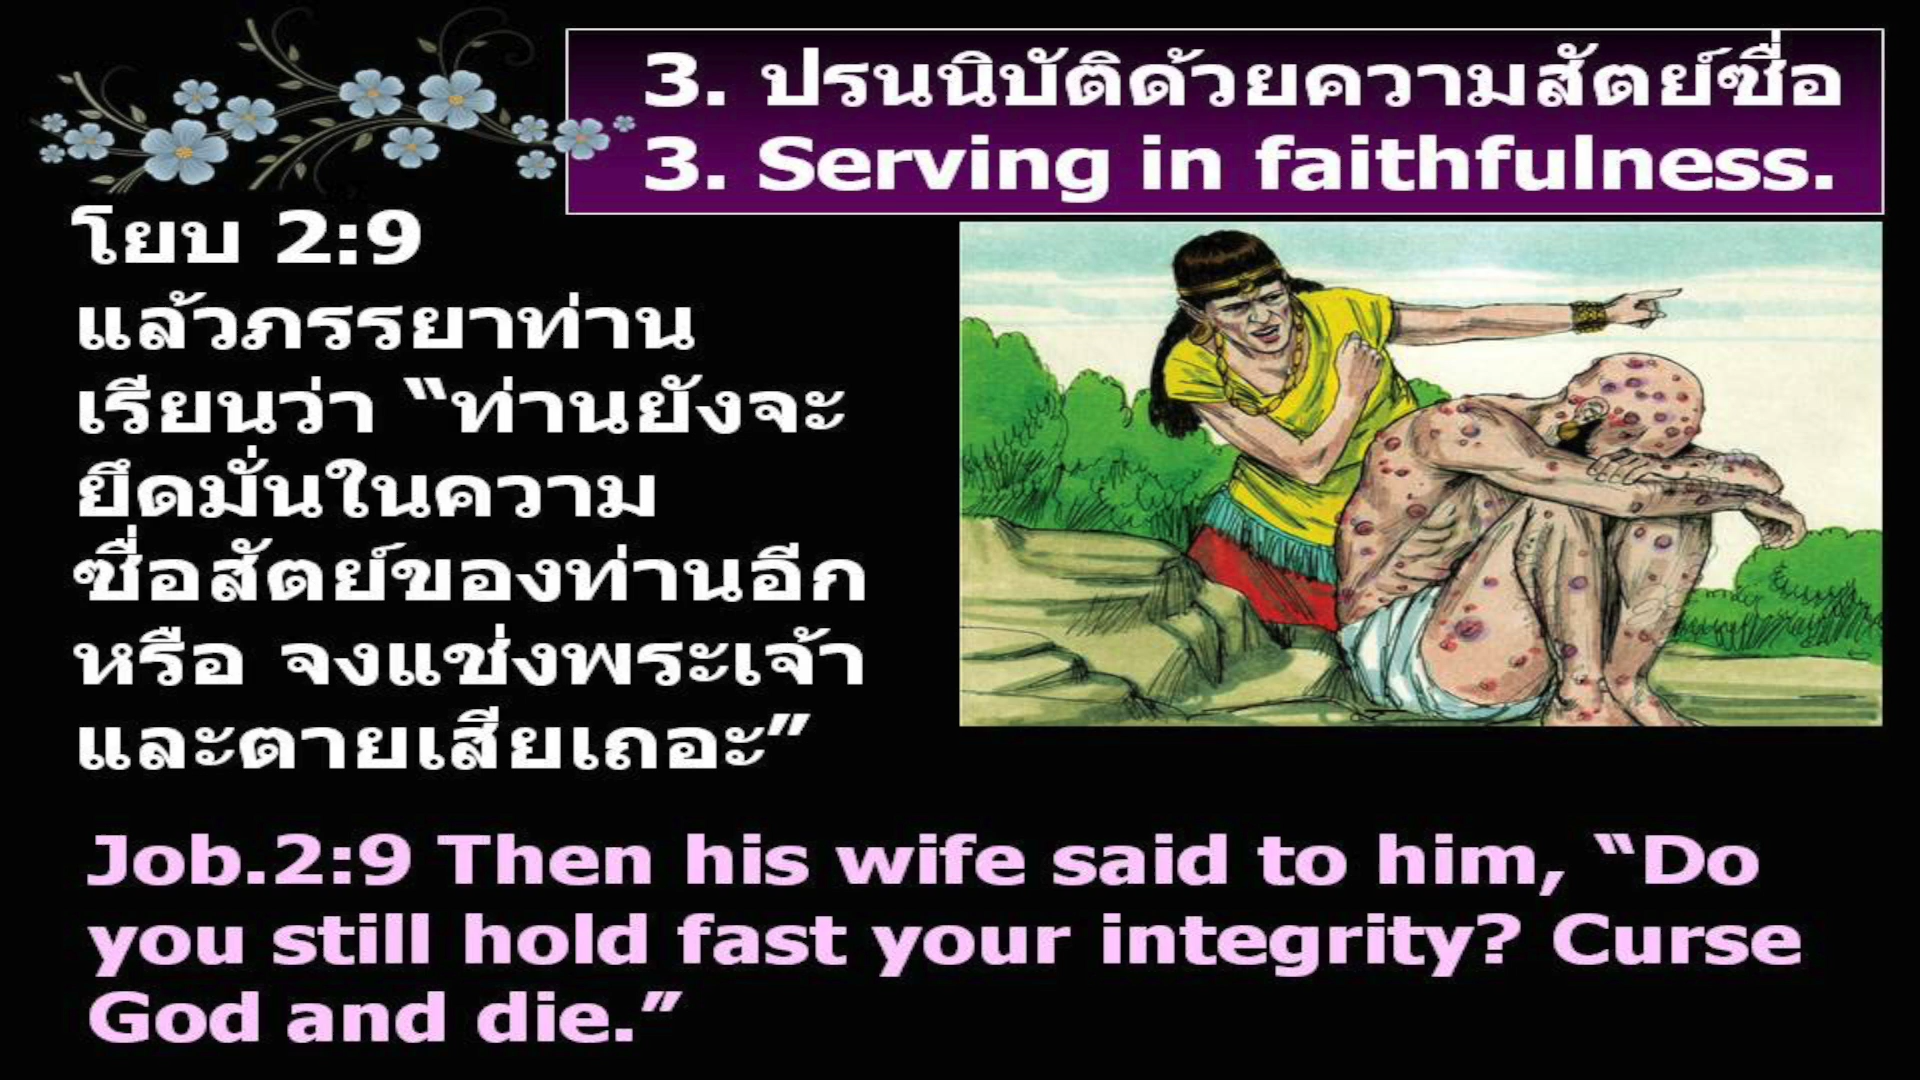 3. ปรนนิบัติด้วยความสัตย์ซื่อ
3. Serving in faithfulness.
โยบ 2:9
แล้วภรรยาท่าน
เรียนว่า “ท่านยังจะ
ยึดมั่นในความ
ซื่อสัตย์ของท่านอีก
หรือ จงแช่งพระเจ้า
และตายเสียเถอะ”
Job.2:9 Then his wife said to him, “Do
you still hold fast your integrity? Curse
God and die.”